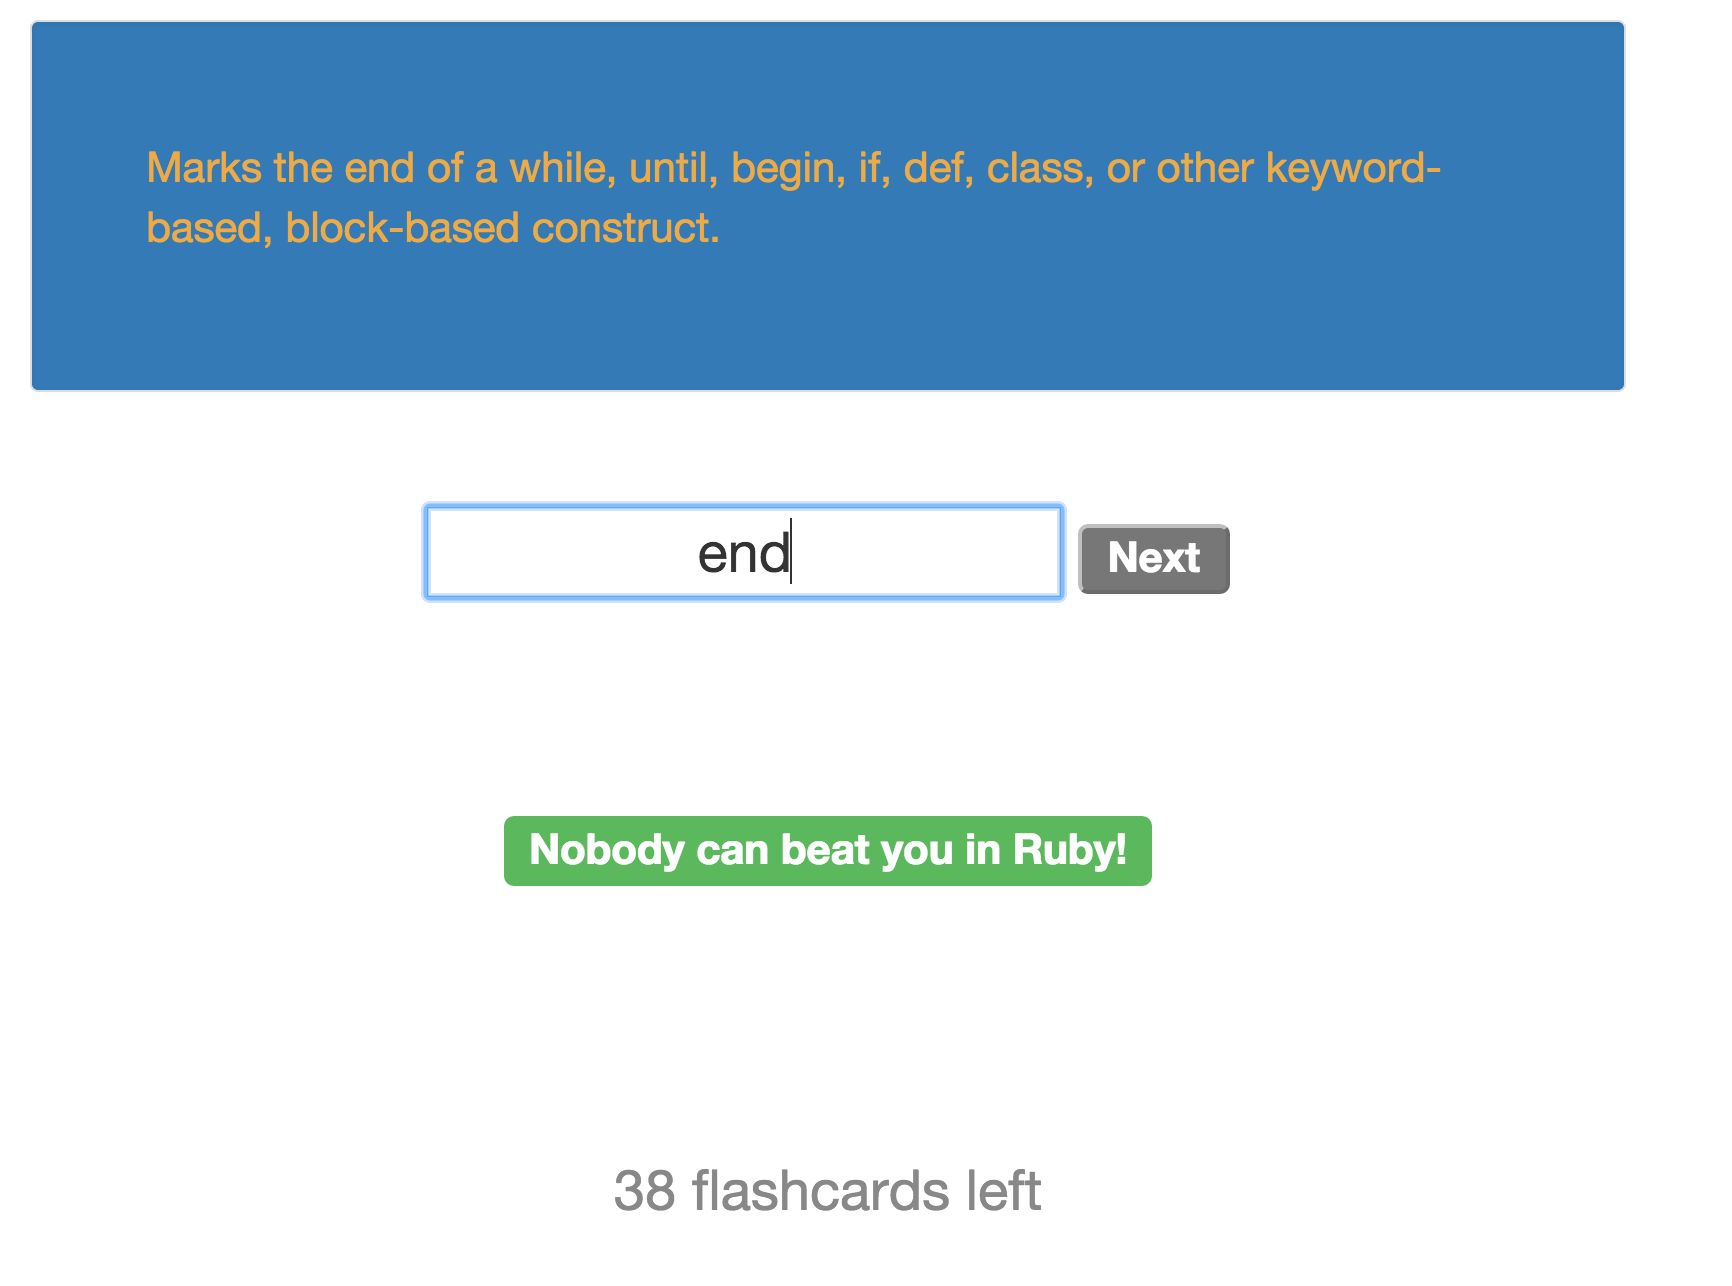 Marks the end of a while, until, begin, if, def, class, or other keyword-
based, block-based construct.
end
Next
Nobody can beat you in Ruby!
38 flashcards left